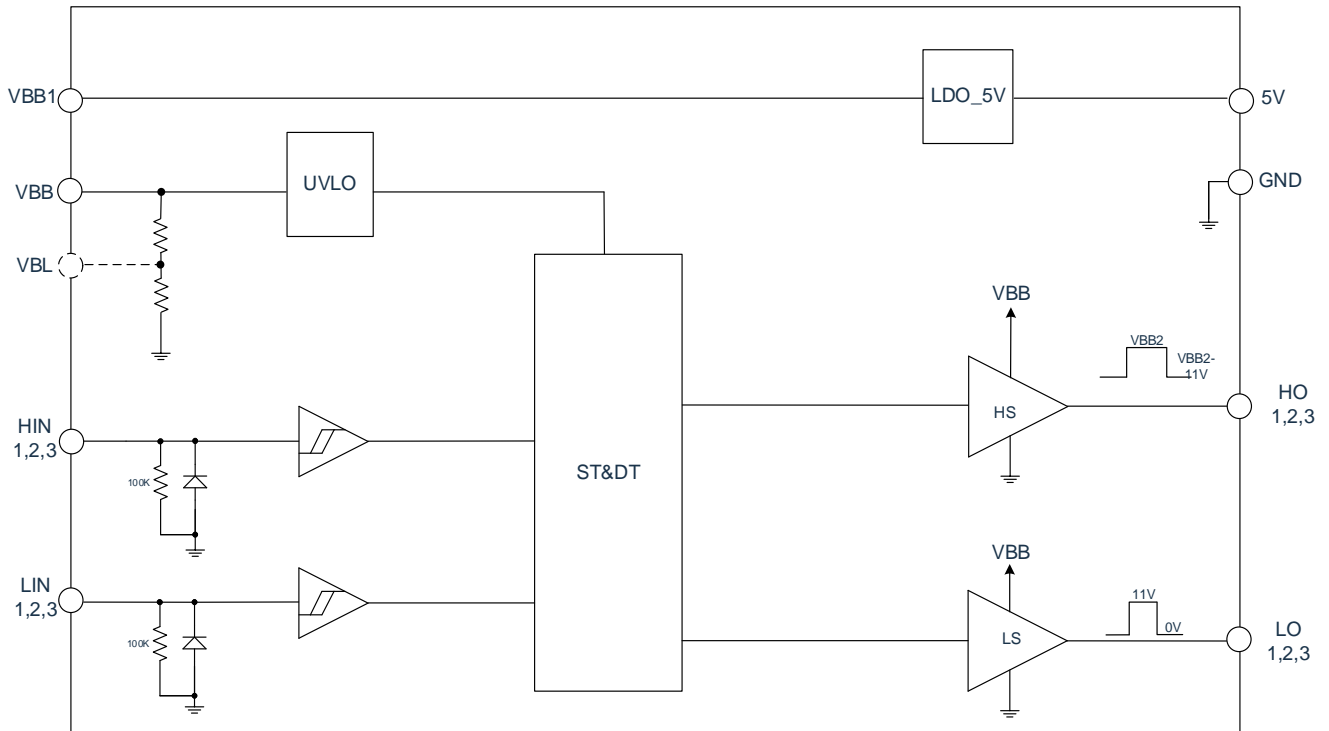 VBB1
LDO_5V
5V
VBB
UVLO
GND
VBL
VBB
VBB2
VBB2-
11V
HIN
1,2,3
100K
ST&DT
HS
HO
1,2,3
VBB
LIN
1,2,3
100K
LS
11V
0V
LO
1,2,3